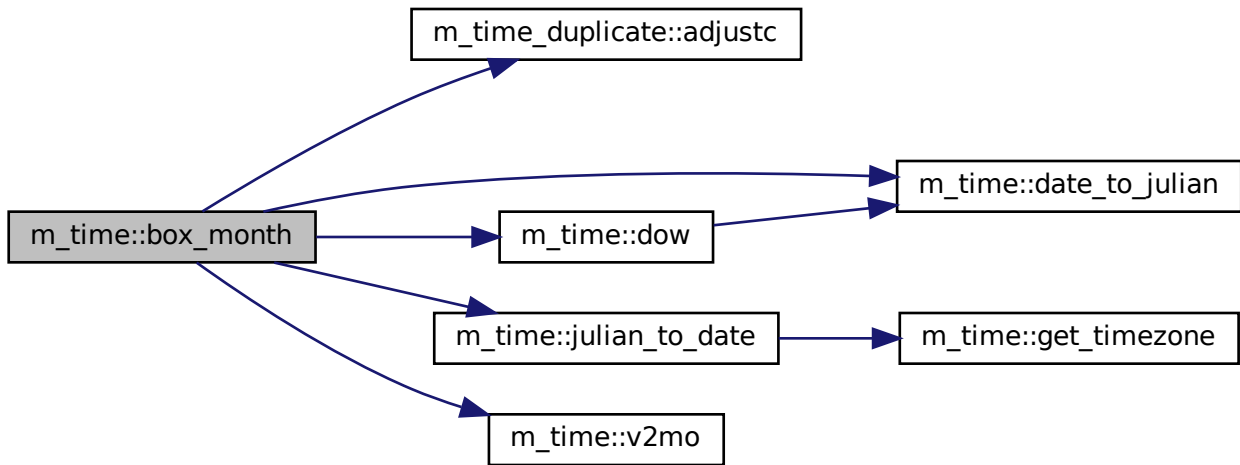 m_time_duplicate::adjustc
m_time::date_to_julian
m_time::box_month
m_time::dow
m_time::julian_to_date
m_time::get_timezone
m_time::v2mo